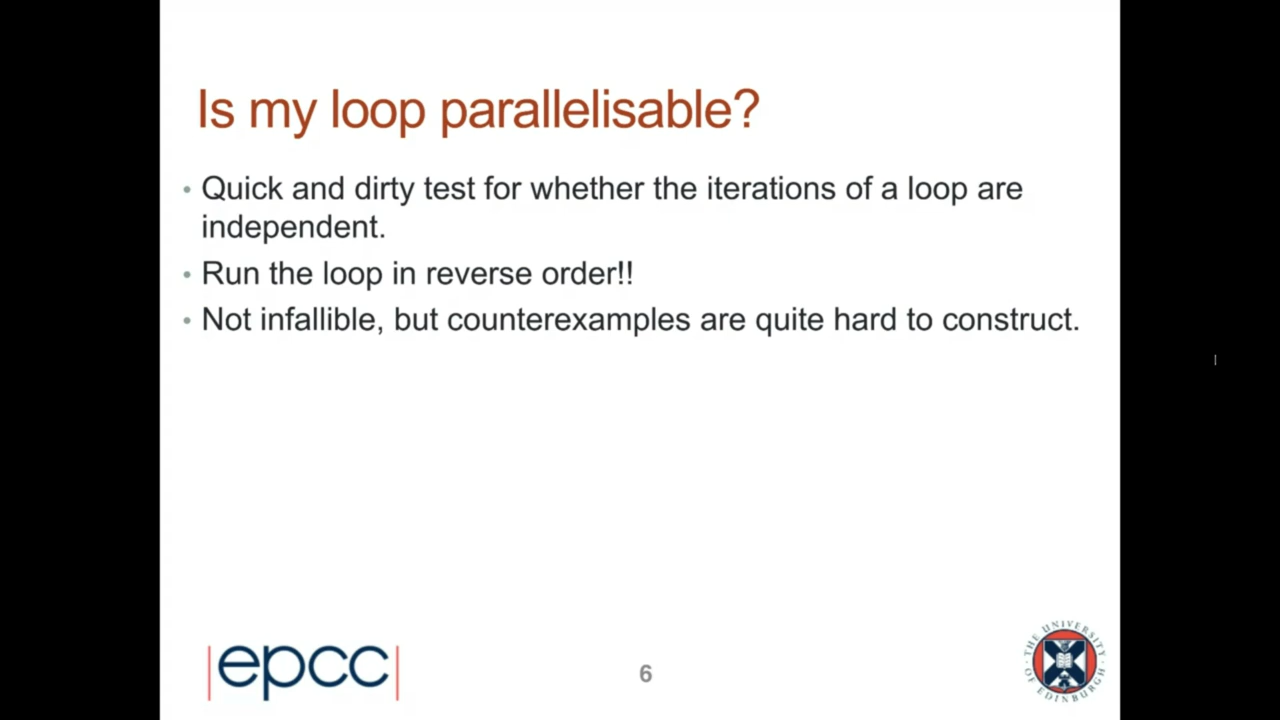 Is my loop parallelisable?
• Quick and dirty test for whether the iterations of a loop are
independent.
• Run the loop in reverse order!!
• Not infallible, but counterexamples are quite hard to construct.
|epcc|
6
THE UNIVERSITY OF EDINBURGH